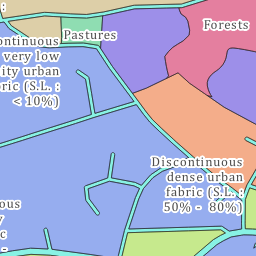 Forests
Pastures
ontinuous
very low
ity urban
fabric (S.L. :
< 10%)
Discontinuous
dense urban
fabric (S.L. :
50% - 80%)
ous